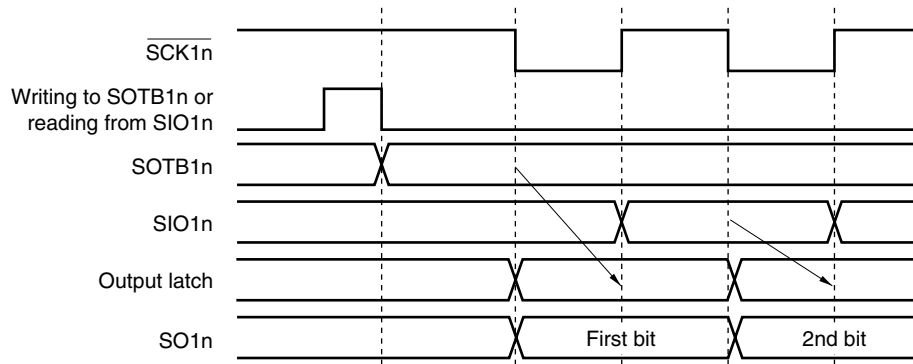 SCK1n
Writing to SOTB1n or
reading from SIO1n
SOTB1n
SIO1n
Output latch
SO1n
First bit
2nd bit